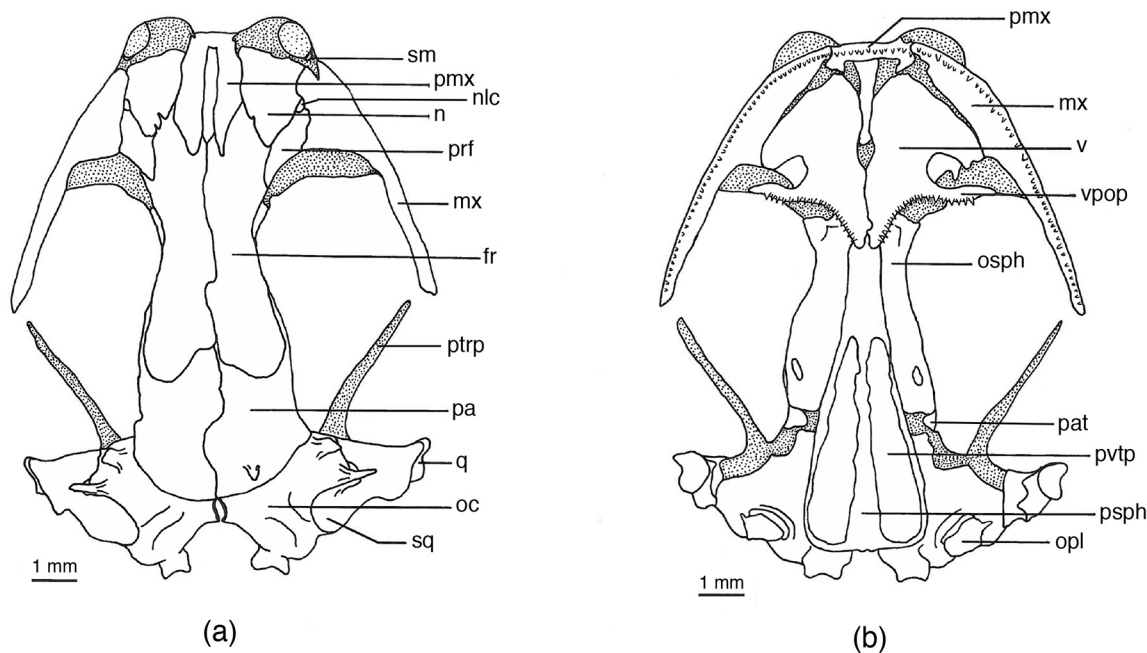 sm
pmx
nlc
n
prf
mx
fr
ptrp
pa
q
oc
sq
1 mm
(a)
pmx
mx
v
vpop
osph
pat
pvtp
psph
opl
1 mm
(b)